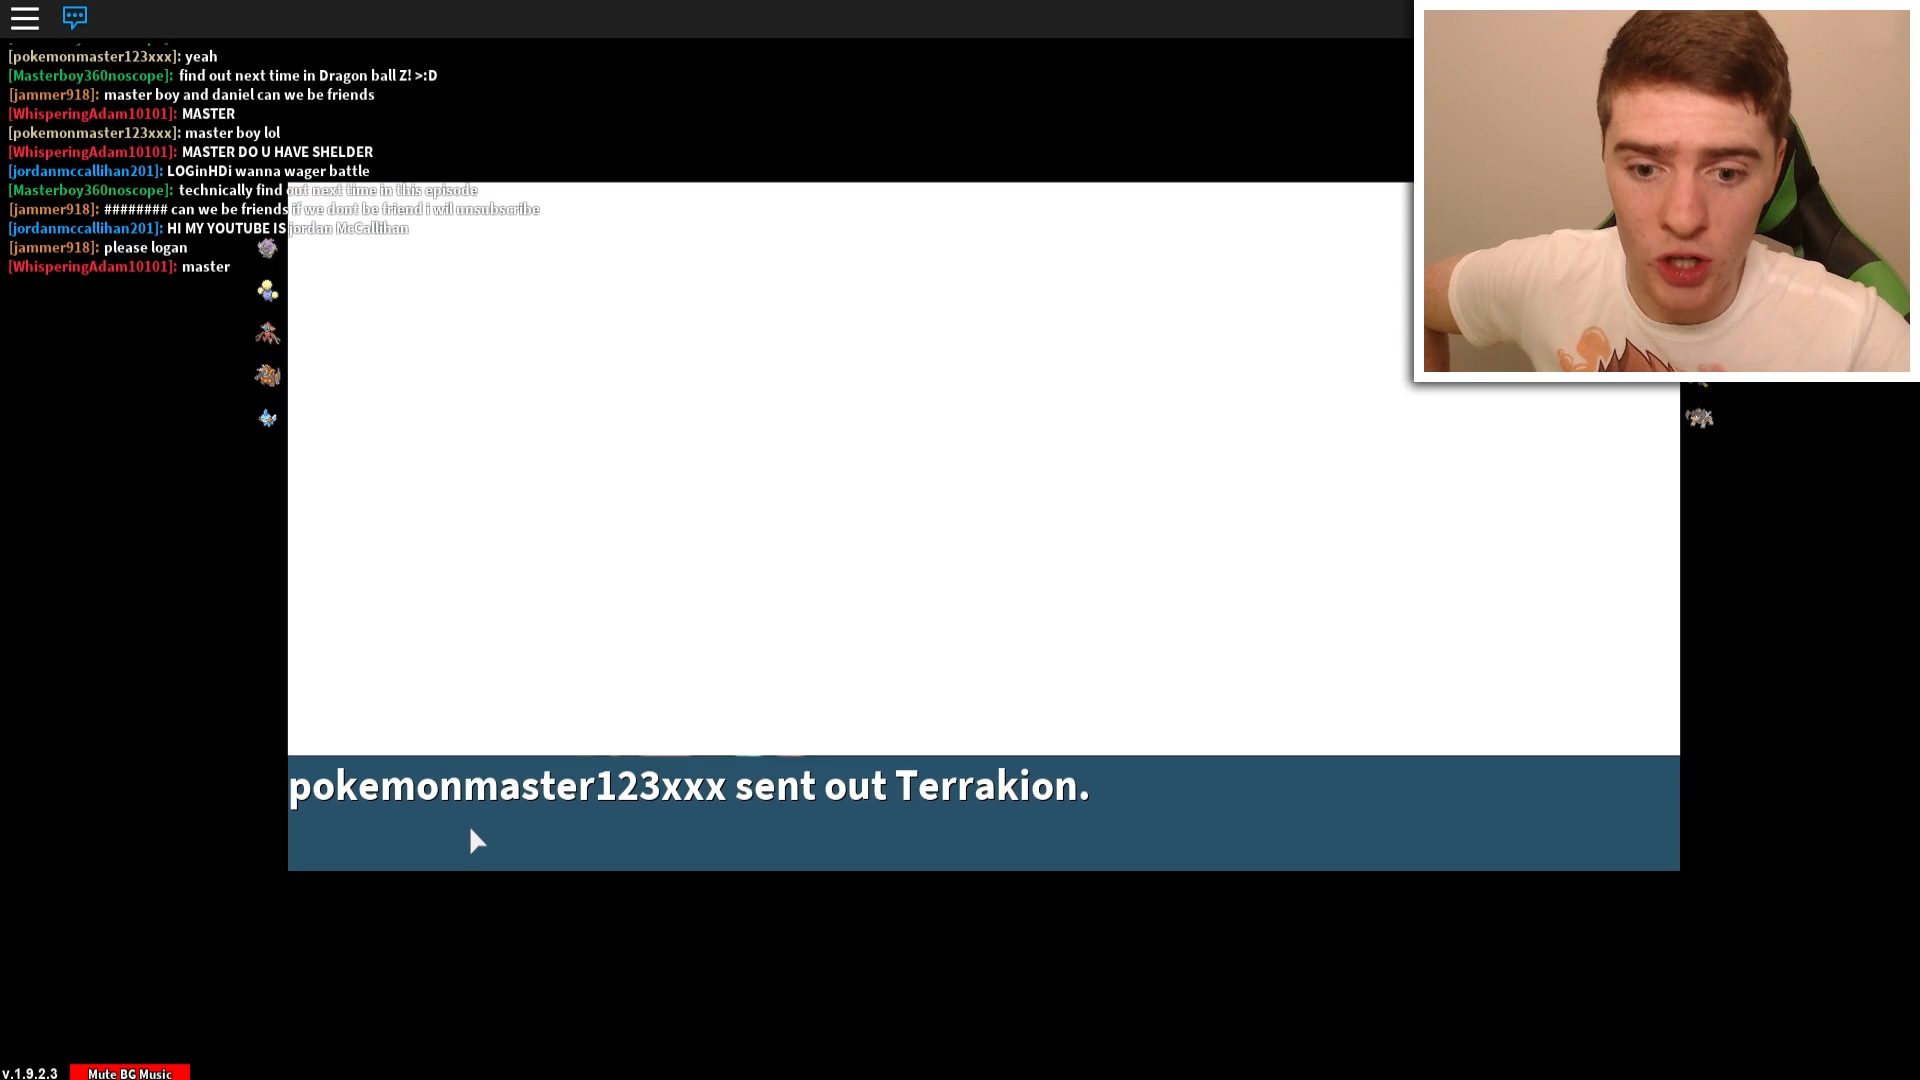 [pokemonmaster123xxx]: yeah
[Masterboy360noscope]: find out next time in Dragon ball Z! >:D
[jammer918]: master boy and daniel can we be friends
[WhisperingAdam10101]: MASTER
[pokemonmaster123xxx]: master boy lol
[WhisperingAdam10101]: MASTER DO U HAVE SHELDER
[jordanmccallihan201]: LOGinHDi wanna wager battle
[Masterboy360noscope]: technically find out next time in this episode
[jammer918]: ######## can we be friends if we dont be friend i wil unsubscribe
[jordanmccallihan201]: HI MY YOUTUBE IS jordan McCallihan
[jammer918]: please logan
[WhisperingAdam10101]: master
pokemonmaster123xxx sent out Terrakion.
v.1.9.2.3
Mute BG Music